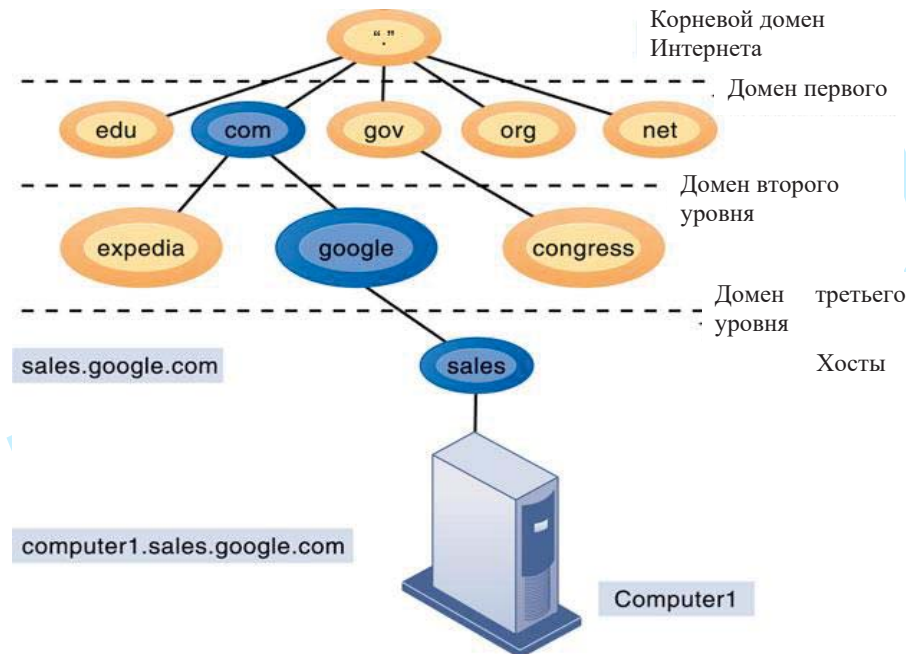 Корневой домен
Интернета
“.”
Домен первого
edu com gov org net
Домен второго
уровня
expedia google congress
Домен третьего
уровня
sales.google.com
sales
Хосты
computer1.sales.google.com
Computer1